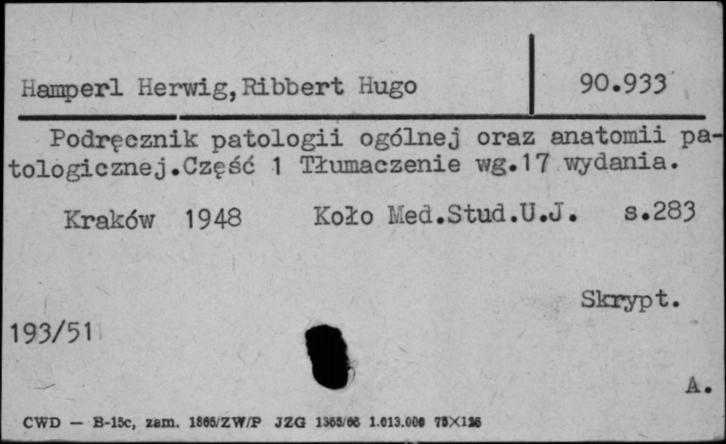 Hamperl Herwig,Ribbert Hugo 90.933
Podręcznik patologii ogólnej oraz anatomii pa-
tologicznej.Część 1 Tłumaczenie wg.17 wydania.
Kraków 1948 Koło Med.Stud.U.J. s.283
Skrypt.
193/51
A.
CWD — B-15c, zam. 1865/ZW/P JZG 1365/66 1.013.000 75X125